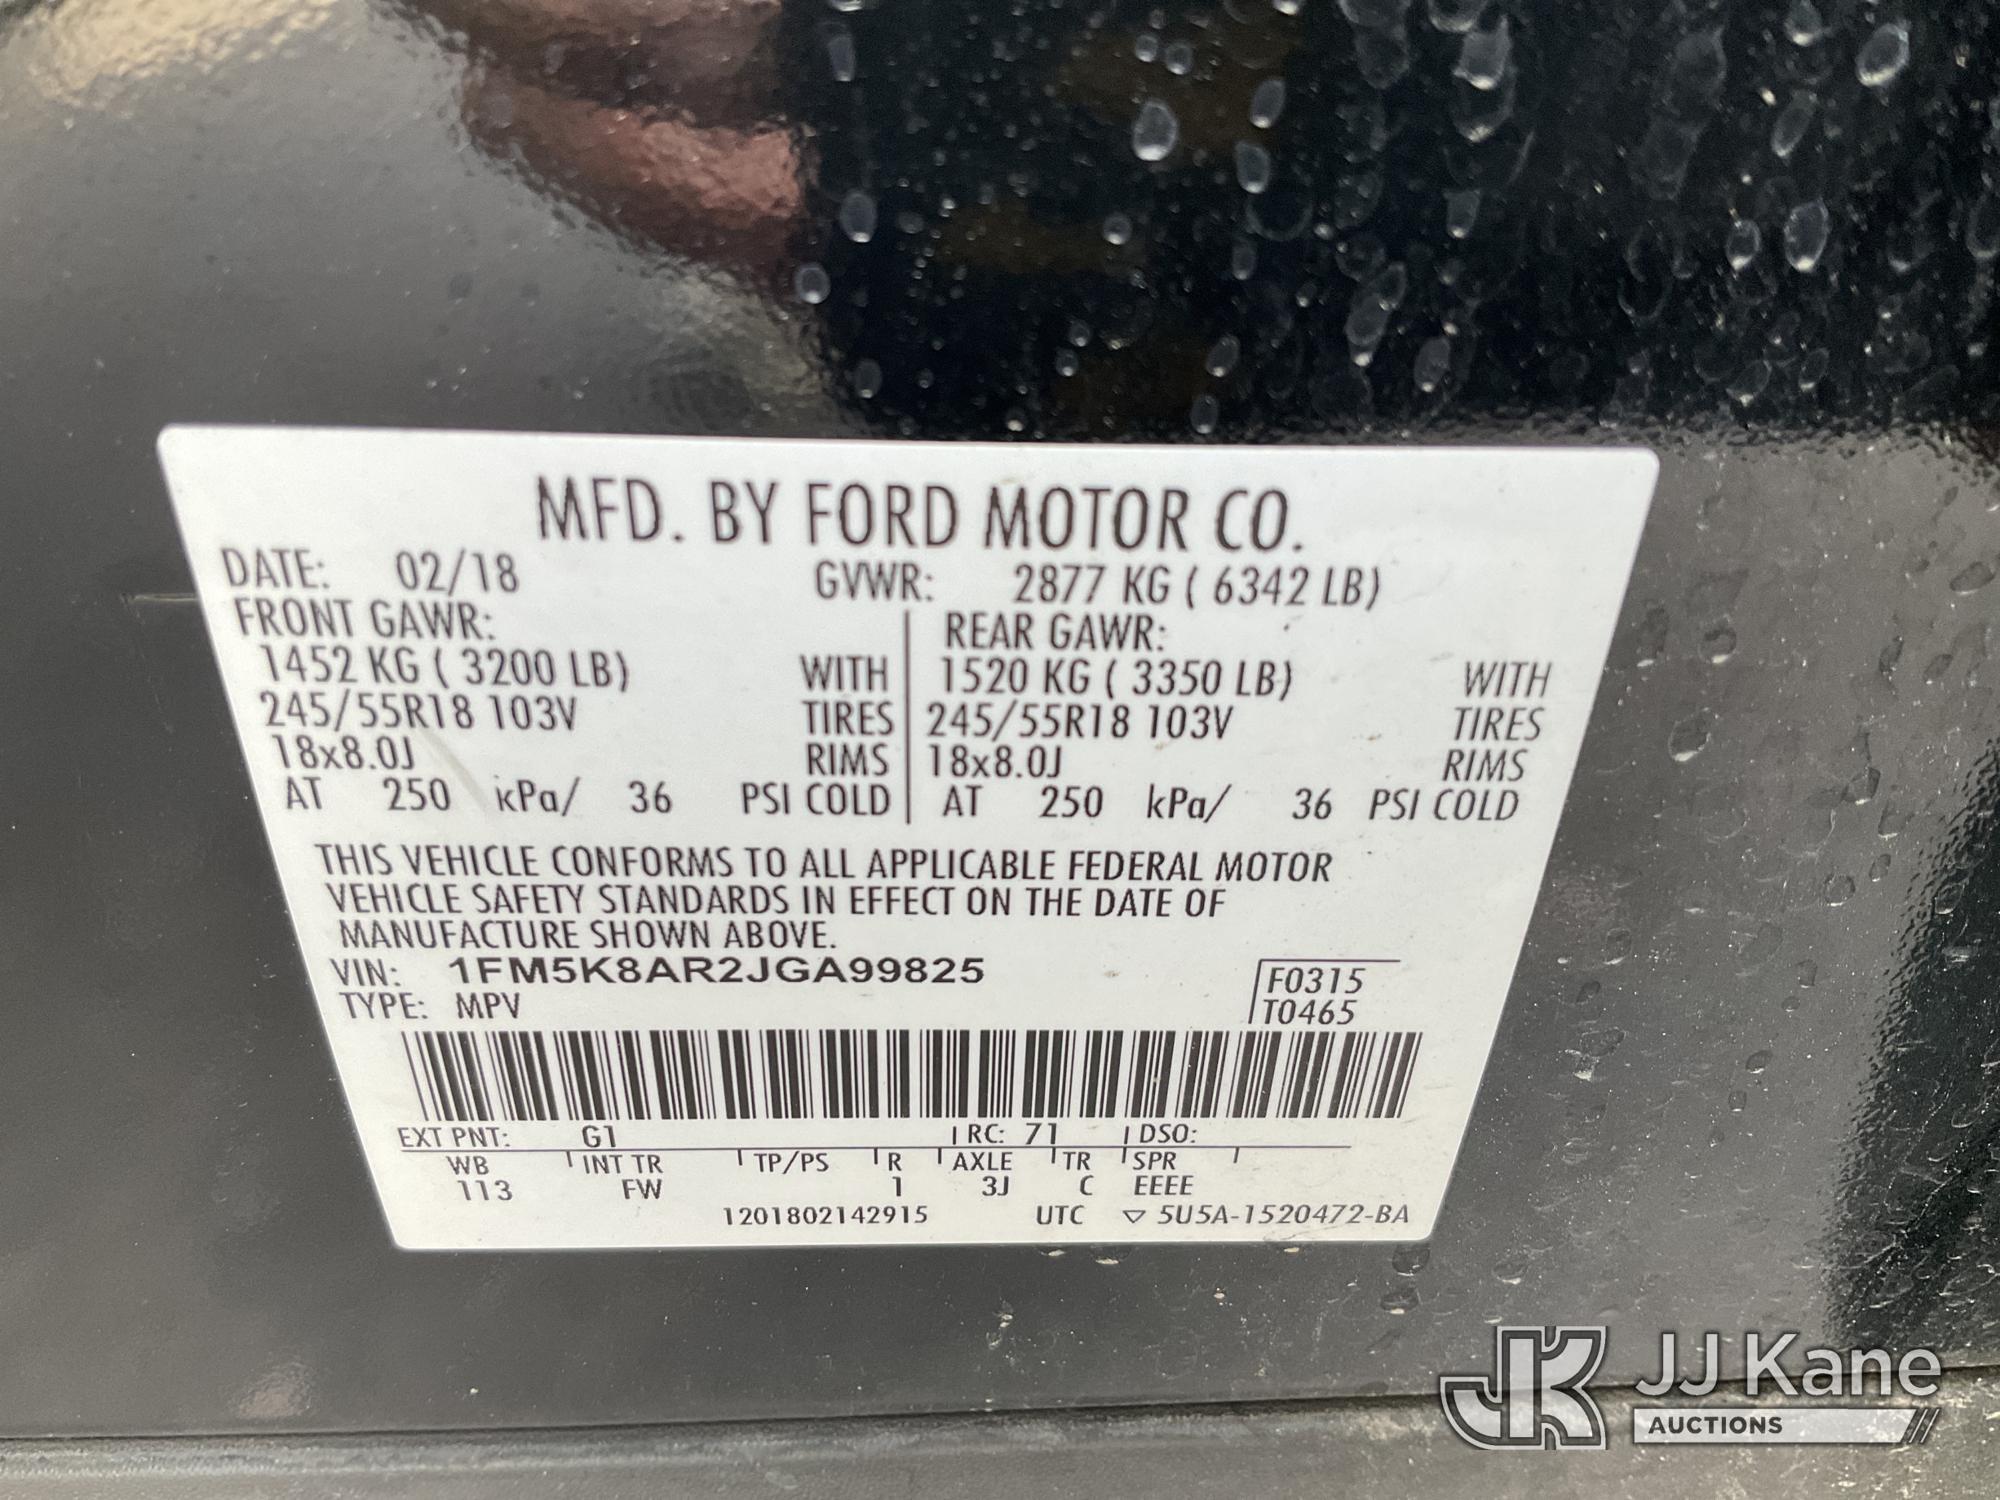 MFD. BY FORD MOTOR CO.
DATE: 02/18 GVWR: 2877 KG ( 6342 LB)
FRONT GAWR: REAR GAWR:
1452 KG ( 3200 LB) WITH 1520 KG ( 3350 LB) WITH
245/55R18 103V TIRES 245/55R18 103V TIRES
18x8.0J RIMS 18x8.0J RIMS
AT 250 kPa/ 36 PSI COLD AT 250 kPa/ 36 PSI COLD
THIS VEHICLE CONFORMS TO ALL APPLICABLE FEDERAL MOTOR
VEHICLE SAFETY STANDARDS IN EFFECT ON THE DATE OF
MANUFACTURE SHOWN ABOVE.
VIN: 1FM5K8AR2JGA99825 F0315
TYPE: MPV T0465
EXT PNT: G1 RC: 71 DSO:
WB INT TR TP/PS R AXLE TR SPR
113 FW 1 3J C EEEE
1201802142915 UTC ▽ 5U5A-1520472-BA
JK JJ Kane
AUCTIONS